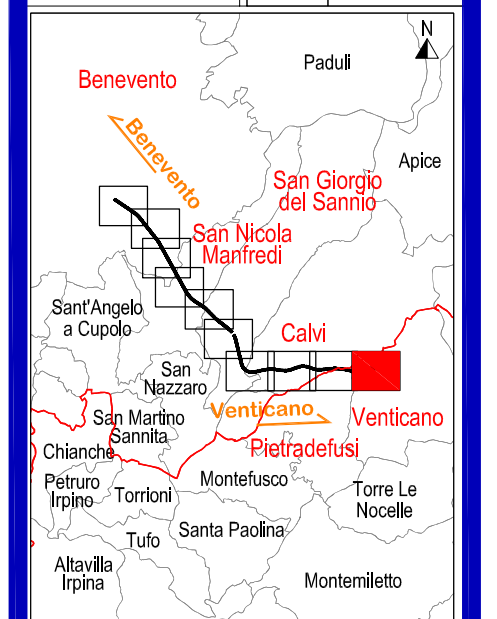 N
Paduli
Benevento
Benevento
Apice
San Giorgio
del Sannio
San Nicola
Manfredi
Sant'Angelo
a Cupolo
Calvi
San
Nazzaro
Venticano
Venticano
San Martino
Sannita
Pietradefusi
Chianche
Montefusco
Petruro
Irpino
Torrioni
Torre Le
Nocelle
Santa Paolina
Tufo
Altavilla
Irpina
Montemiletto